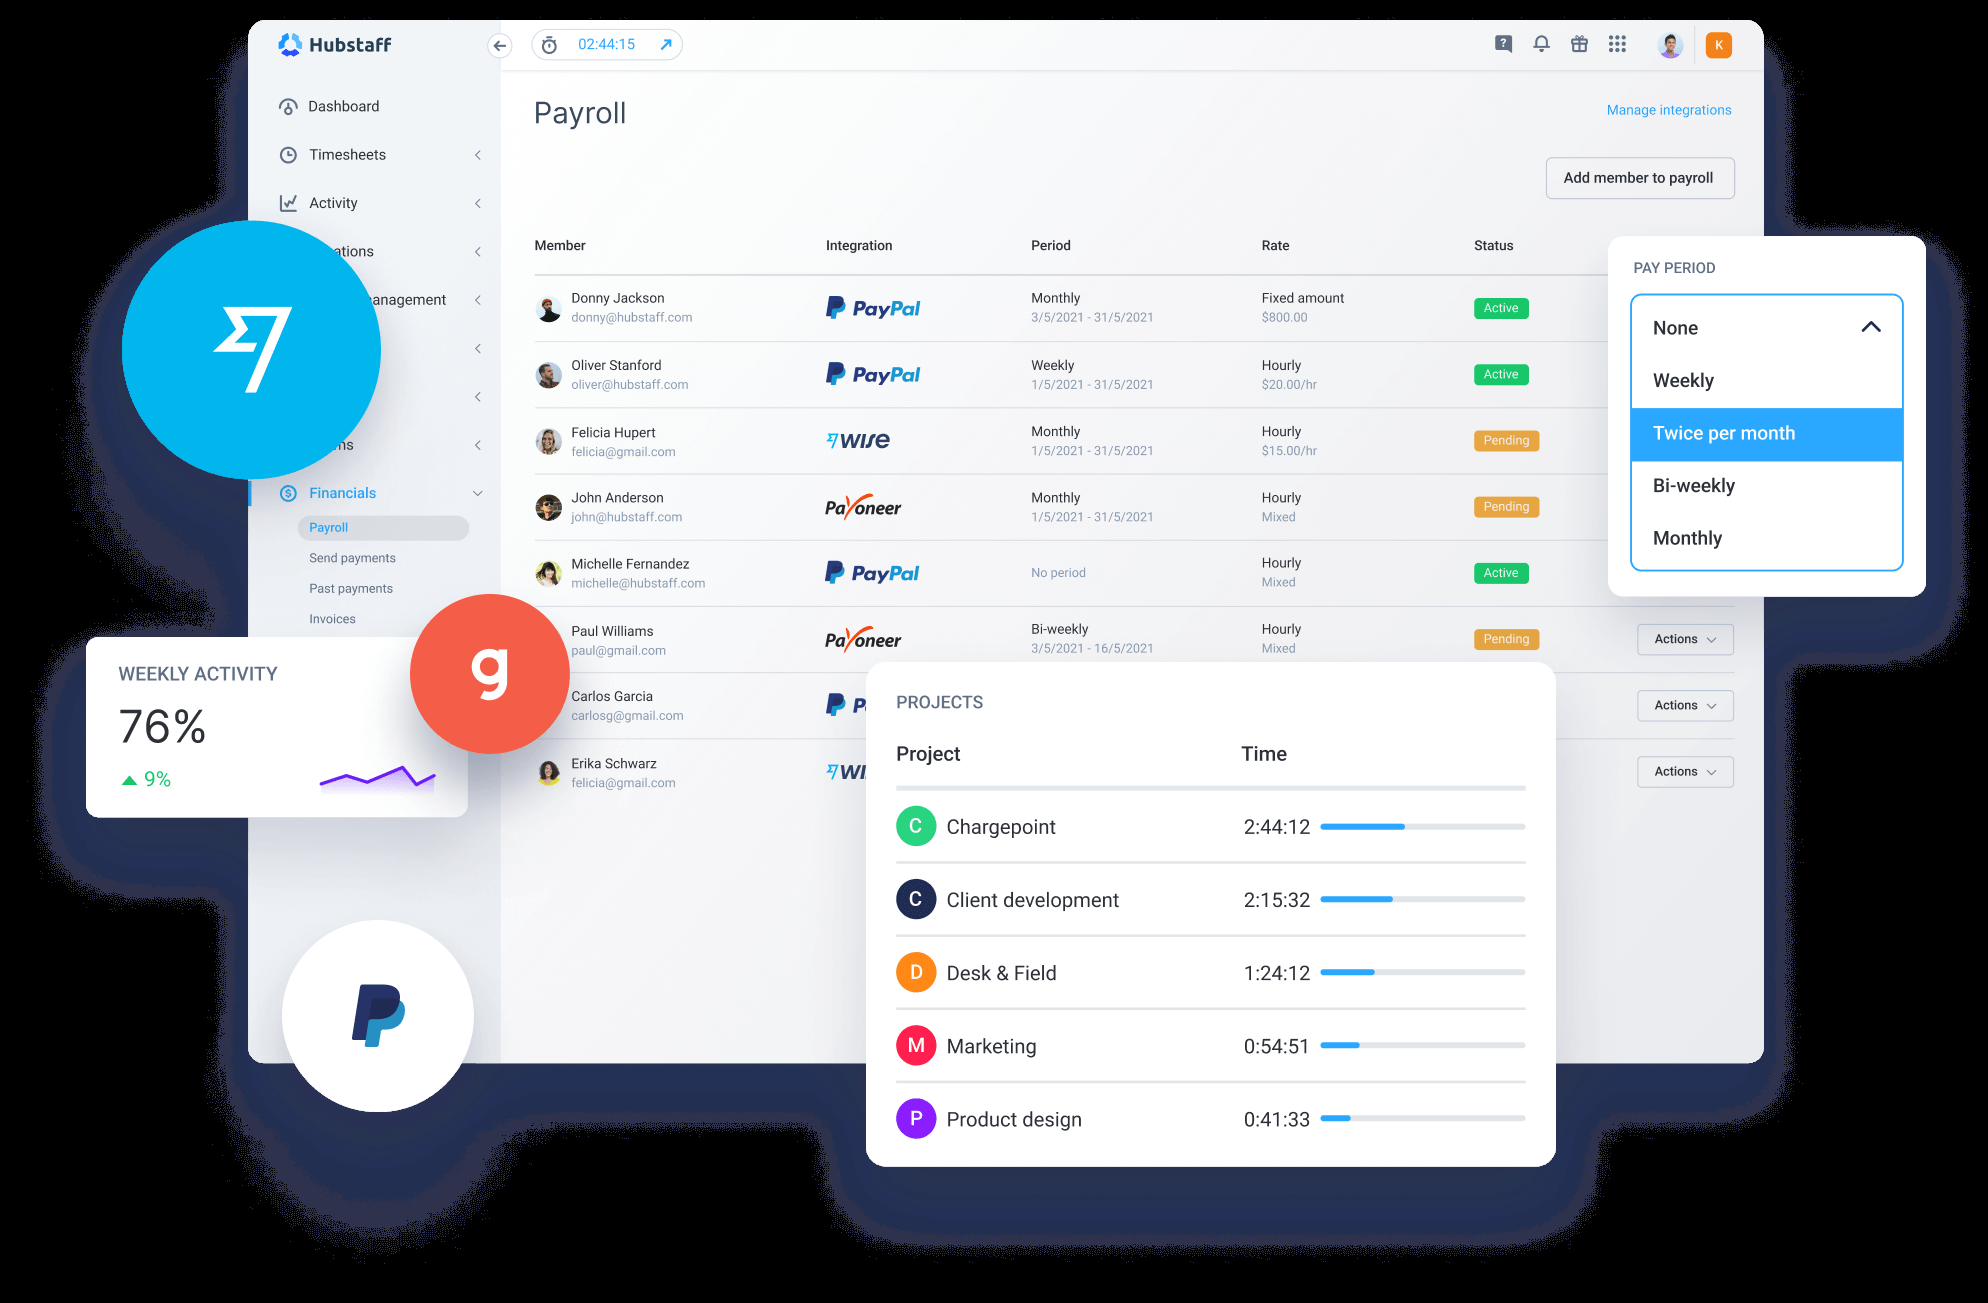 Hubstaff
02:44:15
K
Dashboard
Timesheets
Activity
Financials
Payroll
Send payments
Past payments
Invoices
Payroll
Manage integrations
Add member to payroll
Member Integration Period Rate Status
Donny Jackson PayPal Monthly Fixed amount Active
donny@hubstaff.com 3/5/2021 - 31/5/2021 $800.00
Oliver Stanford PayPal Weekly Hourly Active
oliver@hubstaff.com 1/5/2021 - 31/5/2021 $20.00/hr
Felicia Hupert wise Monthly Hourly Pending
felicia@gmail.com 1/5/2021 - 31/5/2021 $15.00/hr
John Anderson Payoneer Monthly Hourly Pending
john@hubstaff.com 1/5/2021 - 31/5/2021 Mixed
Michelle Fernandez PayPal No period Hourly Active
michelle@hubstaff.com Mixed
Paul Williams Payoneer Bi-weekly Hourly Pending Actions
paul@gmail.com 3/5/2021 - 16/5/2021 Mixed
Carlos Garcia Actions
carlosg@gmail.com
Erika Schwarz Actions
felicia@gmail.com
PAY PERIOD
None
Weekly
Twice per month
Bi-weekly
Monthly
WEEKLY ACTIVITY
76%
9%
g
PROJECTS
Project Time
C Chargepoint 2:44:12
C Client development 2:15:32
D Desk & Field 1:24:12
M Marketing 0:54:51
P Product design 0:41:33